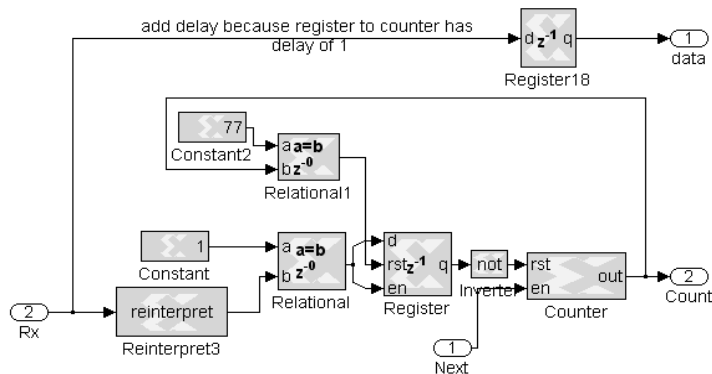 add delay because register to counter has
delay of 1
d z-1 q
Register18
1
data
77
Constant2
a a=b
b z-0
Relational1
1
Constant
a a=b
b z-0
Relational
d
rst z-1 q
en
Register
not
Inverter
rst
en
out
Counter
2
Count
2
Rx
reinterpret
Reinterpret3
1
Next